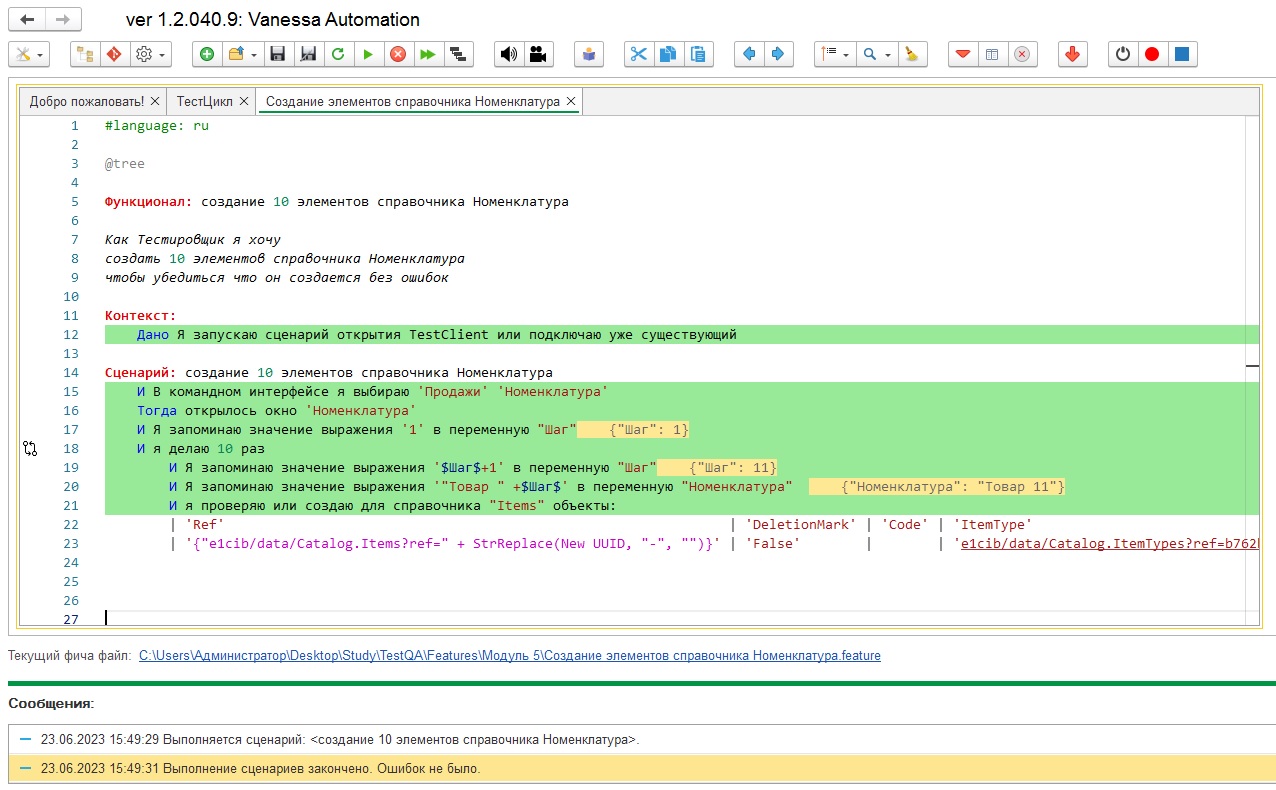 ver 1.2.040.9: Vanessa Automation
Добро пожаловать! ТестЦикл Создание элементов справочника Номенклатура
1 #language: ru
2
3 @tree
4
5 Функционал: создание 10 элементов справочника Номенклатура
6
7 Как Тестировщик я хочу
8 создать 10 элементов справочника Номенклатура
9 чтобы убедиться что он создается без ошибок
10
11 Контекст:
12 Дано Я запускаю сценарий открытия TestClient или подключаю уже существующий
13
14 Сценарий: создание 10 элементов справочника Номенклатура
15 И В командном интерфейсе я выбираю 'Продажи' 'Номенклатура'
16 Тогда открылось окно 'Номенклатура'
17 И Я запоминаю значение выражения '1' в переменную "Шаг" {"Шаг": 1}
18 И я делаю 10 раз
19 И Я запоминаю значение выражения '$Шаг$+1' в переменную "Шаг" {"Шаг": 11}
20 И Я запоминаю значение выражения '"Товар " +$Шаг$' в переменную "Номенклатура" {"Номенклатура": "Товар 11"}
21 И я проверяю или создаю для справочника "Items" объекты:
22 | 'Ref' | 'DeletionMark' | 'Code' | 'ItemType'
23 | '{"e1cib/data/Catalog.Items?ref=" + StrReplace(New UUID, "-", "")}' | 'False' | | 'e1cib/data/Catalog.ItemTypes?ref=b762
24
25
26
27
Текущий фича файл: C:\Users\Администратор\Desktop\Study\TestQA\Features\Модуль 5\Создание элементов справочника Номенклатура.feature
Сообщения:
23.06.2023 15:49:29 Выполняется сценарий: <создание 10 элементов справочника Номенклатура>.
23.06.2023 15:49:31 Выполнение сценариев закончено. Ошибок не было.